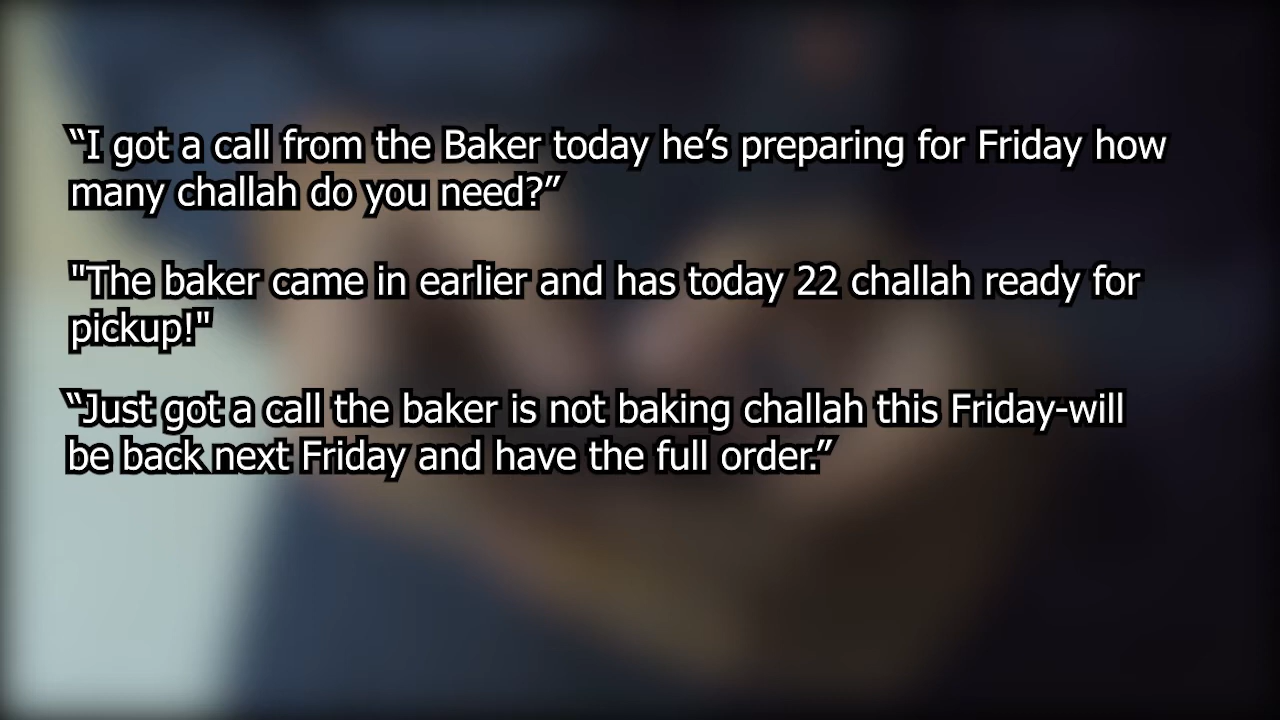 “I got a call from the Baker today he’s preparing for Friday how
many challah do you need?”
"The baker came in earlier and has today 22 challah ready for
pickup!"
“Just got a call the baker is not baking challah this Friday-will
be back next Friday and have the full order.”